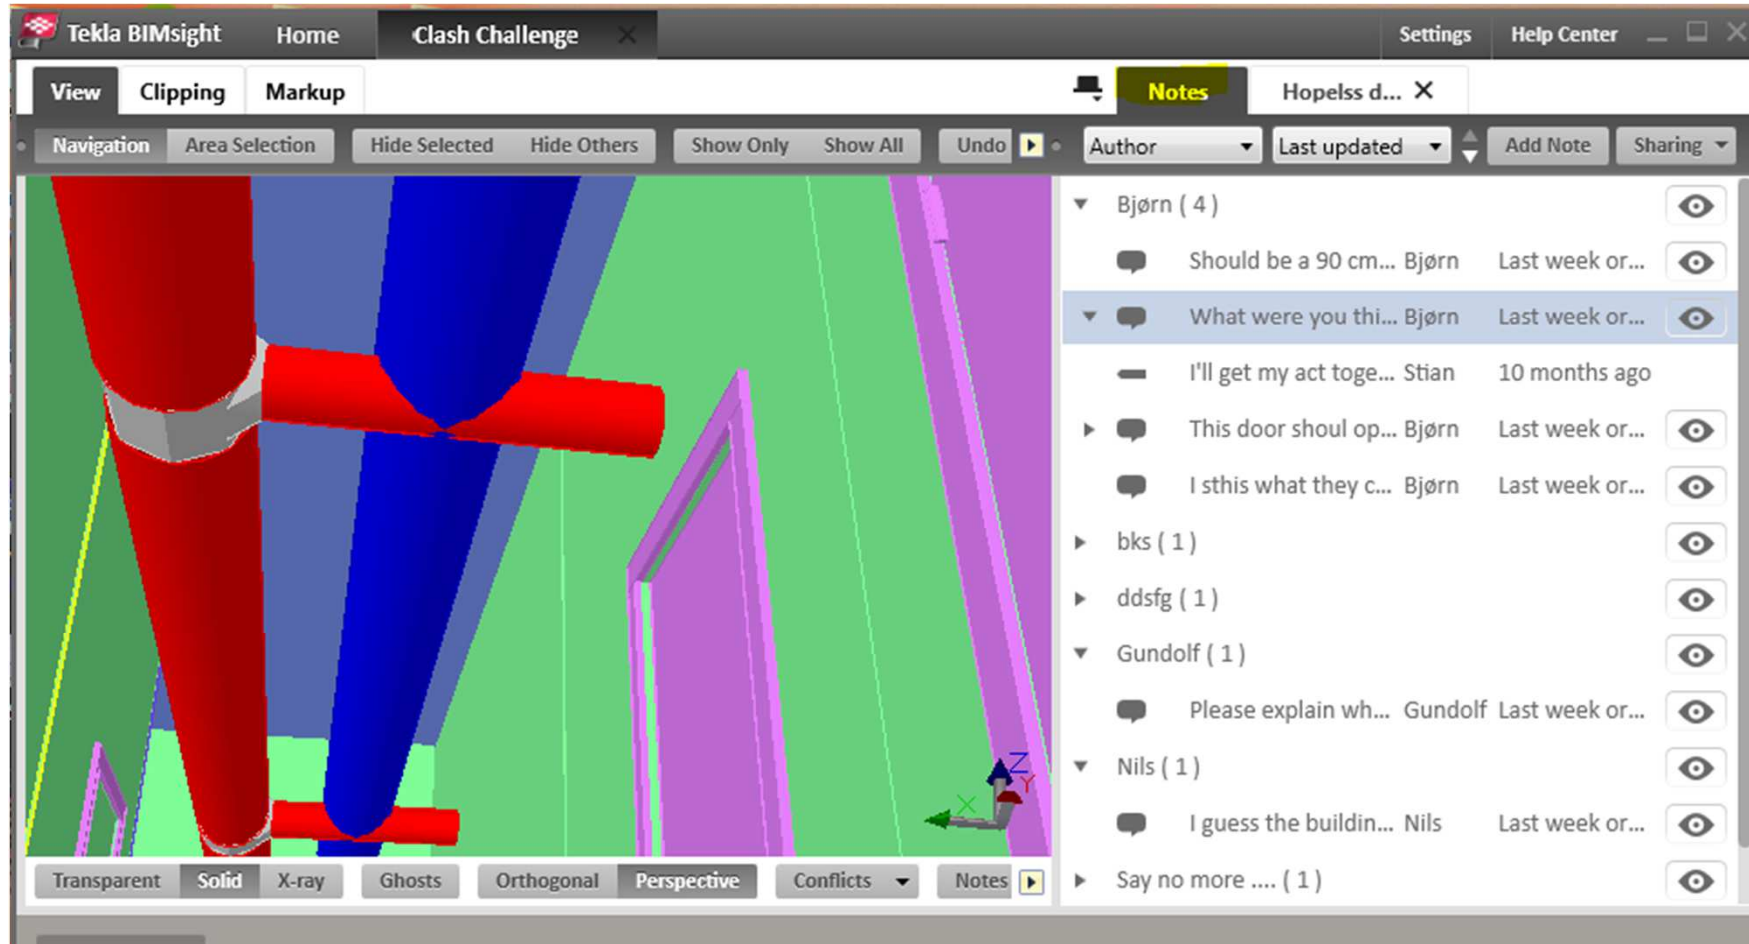 Tekla BIMsight Home Clash Challenge Settings Help Center
View Clipping Markup Notes Hopelss d...
Navigation Area Selection Hide Selected Hide Others Show Only Show All Undo Author Last updated Add Note Sharing
Bjørn ( 4 )
Should be a 90 cm... Bjørn Last week or...
What were you thi... Bjørn Last week or...
I'll get my act toge... Stian 10 months ago
This door shoul op... Bjørn Last week or...
I sthis what they c... Bjørn Last week or...
bks ( 1 )
ddsfg ( 1 )
Gundolf ( 1 )
Please explain wh... Gundolf Last week or...
Z
Y
Nils ( 1 )
X
I guess the buildin... Nils Last week or...
Transparent Solid X-ray Ghosts Orthogonal Perspective Conflicts Notes Say no more .... ( 1 )